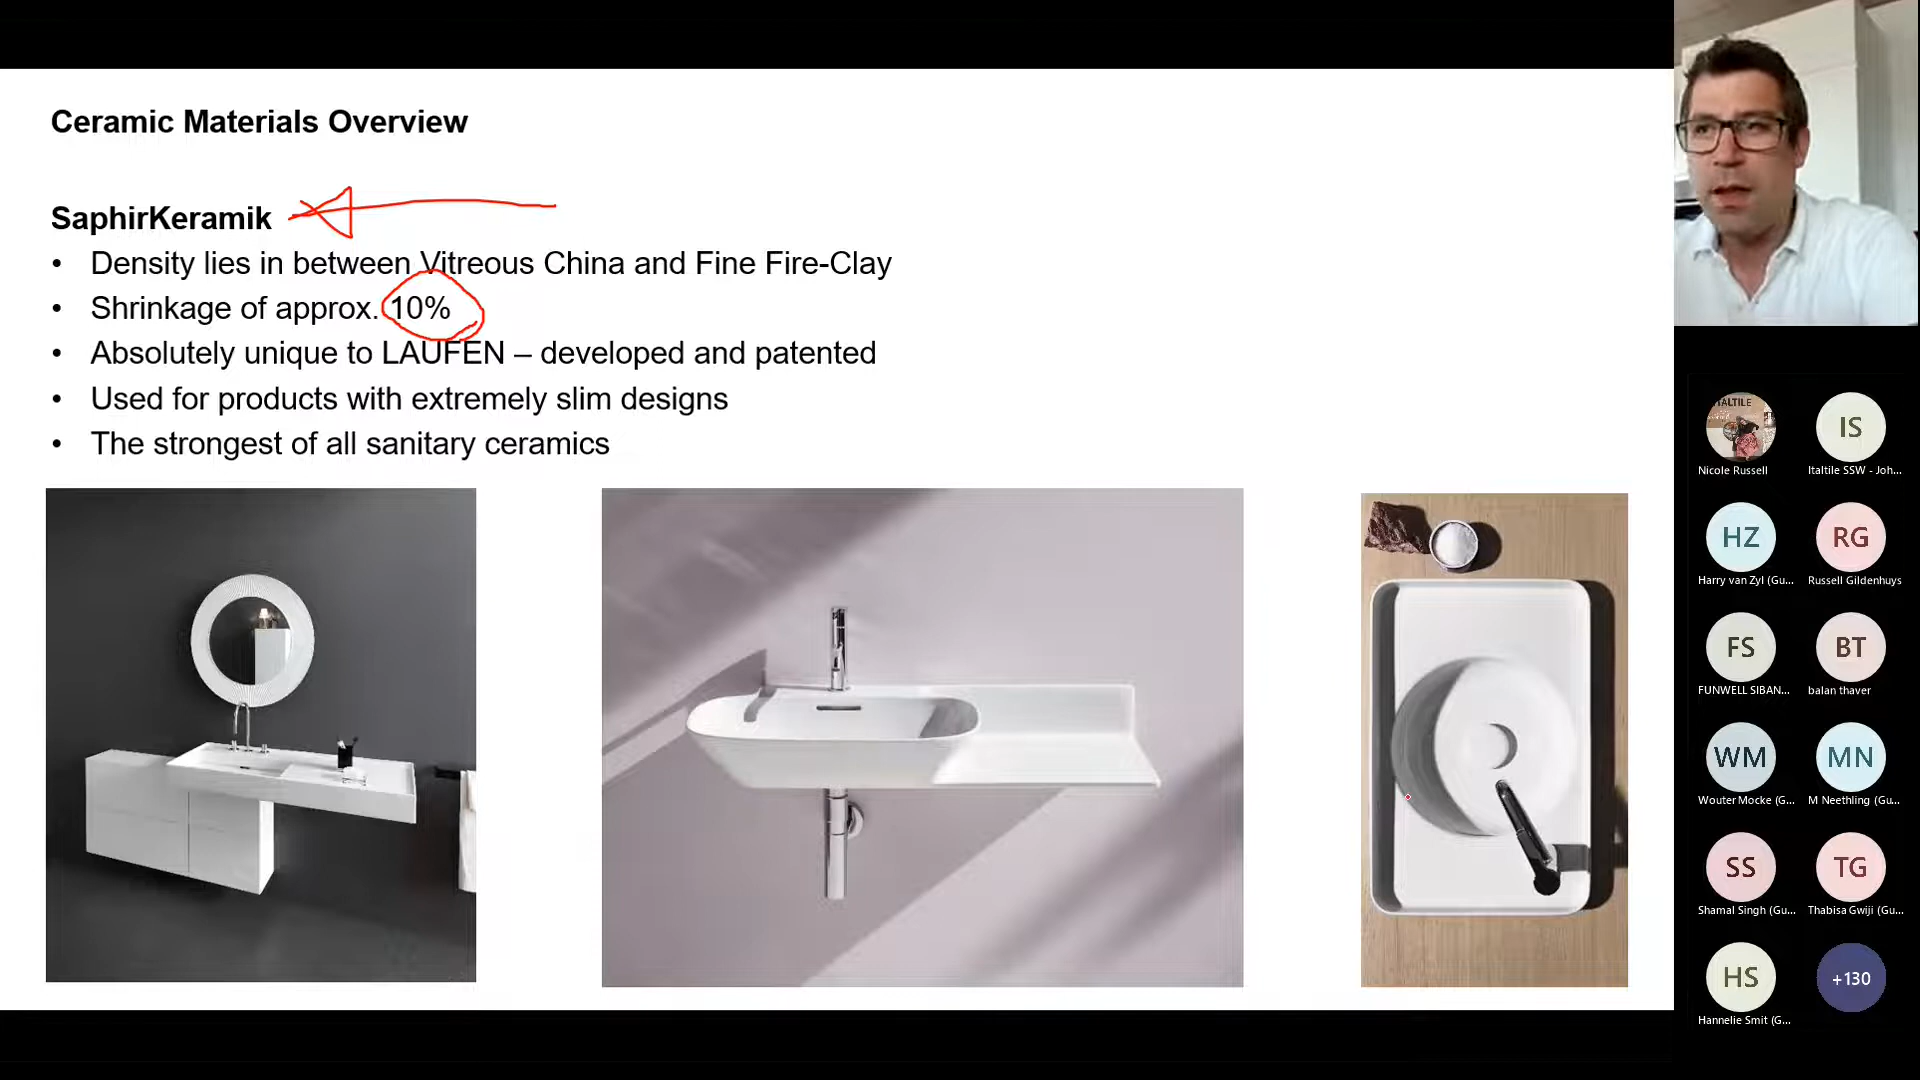 Ceramic Materials Overview
SaphirKeramik
• Density lies in between Vitreous China and Fine Fire-Clay
• Shrinkage of approx. 10%
• Absolutely unique to LAUFEN – developed and patented
• Used for products with extremely slim designs
• The strongest of all sanitary ceramics
ITALTILE
Nicole Russell
IS
Italtile SSW - Joh...
HZ
Harry van Zyl (Gu...
RG
Russell Gildenhuys
FS
FUNWELL SIBAN...
BT
balan thaver
WM
Wouter Mocke (G...
MN
M Neethling (Gu...
SS
Shamal Singh (Gu...
TG
Thabisa Gwiji (Gu...
HS
Hannelie Smit (G...
+130